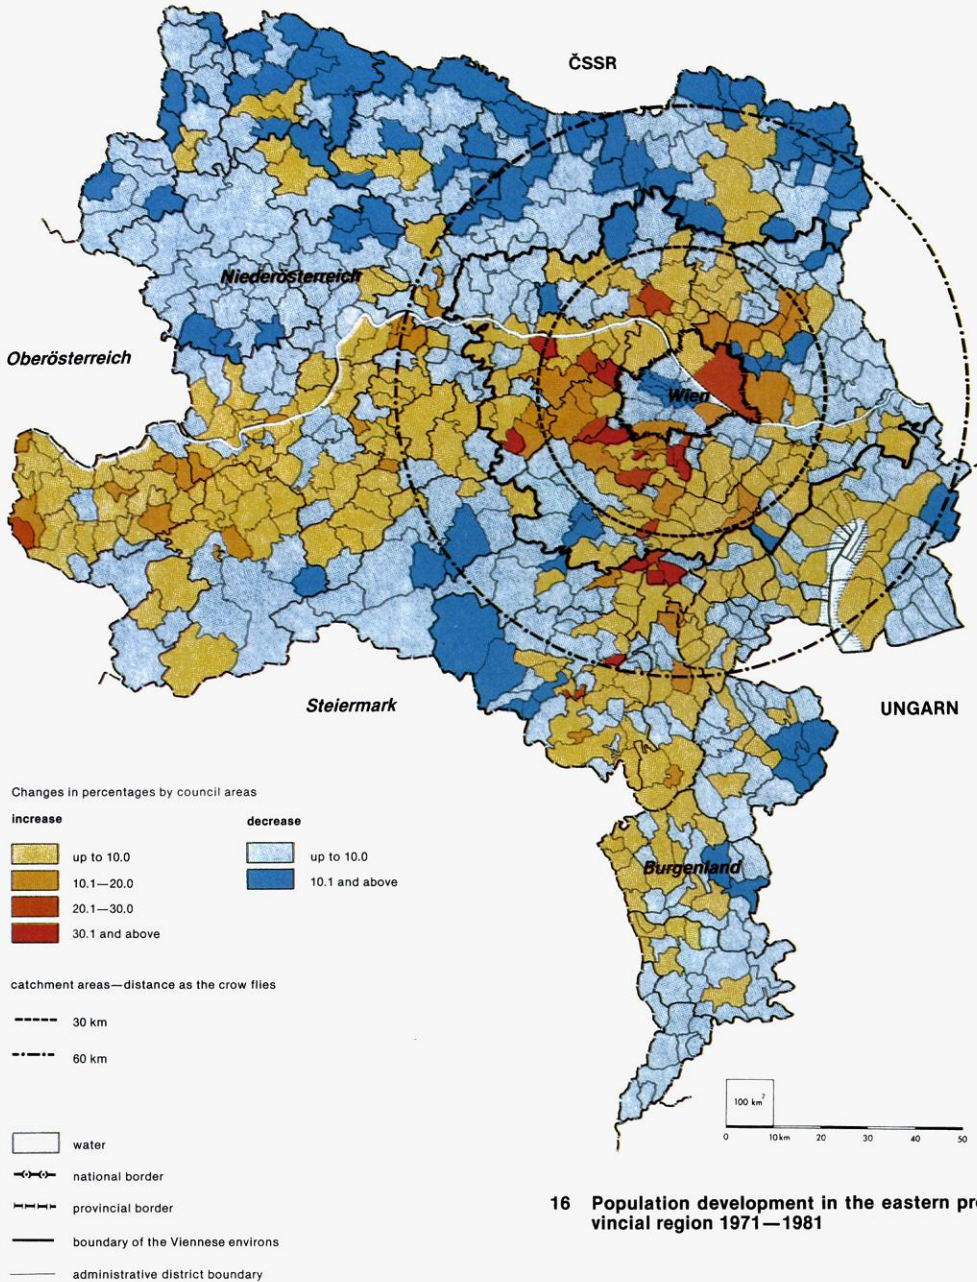 ČSSR
Niederösterreich
Oberösterreich
Wien
Steiermark
UNGARN
Burgenland
Changes in percentages by council areas
increase
decrease
up to 10.0
up to 10.0
10.1—20.0
10.1 and above
20.1—30.0
30.1 and above
catchment areas—distance as the crow flies
30 km
60 km
100 km²
0 10 km 20 30 40 50
water
national border
provincial border
boundary of the Viennese environs
administrative district boundary
16 Population development in the eastern pro
vincial region 1971—1981